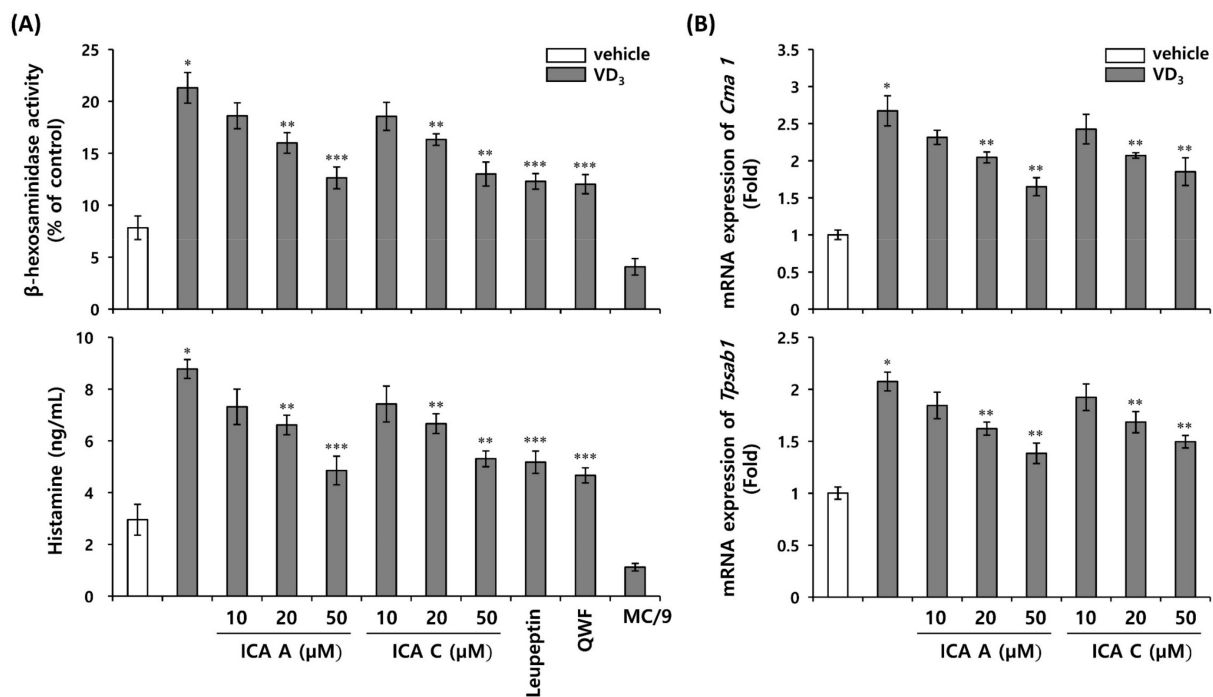 (A)
β-hexosaminidase activity
(% of control)
25
20
15
10
5
0
vehicle
VD3
*
**
***
**
**
***
***
Histamine (ng/mL)
10
8
6
4
2
0
*
**
***
**
**
***
***
10 20 50 10 20 50 Leupeptin QWF MC/9
ICA A (μM) ICA C (μM)
(B)
mRNA expression of Cma 1
(Fold)
3.5
3
2.5
2
1.5
1
0.5
0
vehicle
VD3
*
**
**
**
**
mRNA expression of Tpsab1
(Fold)
2.5
2
1.5
1
0.5
0
*
**
**
**
**
10 20 50 10 20 50
ICA A (μM) ICA C (μM)